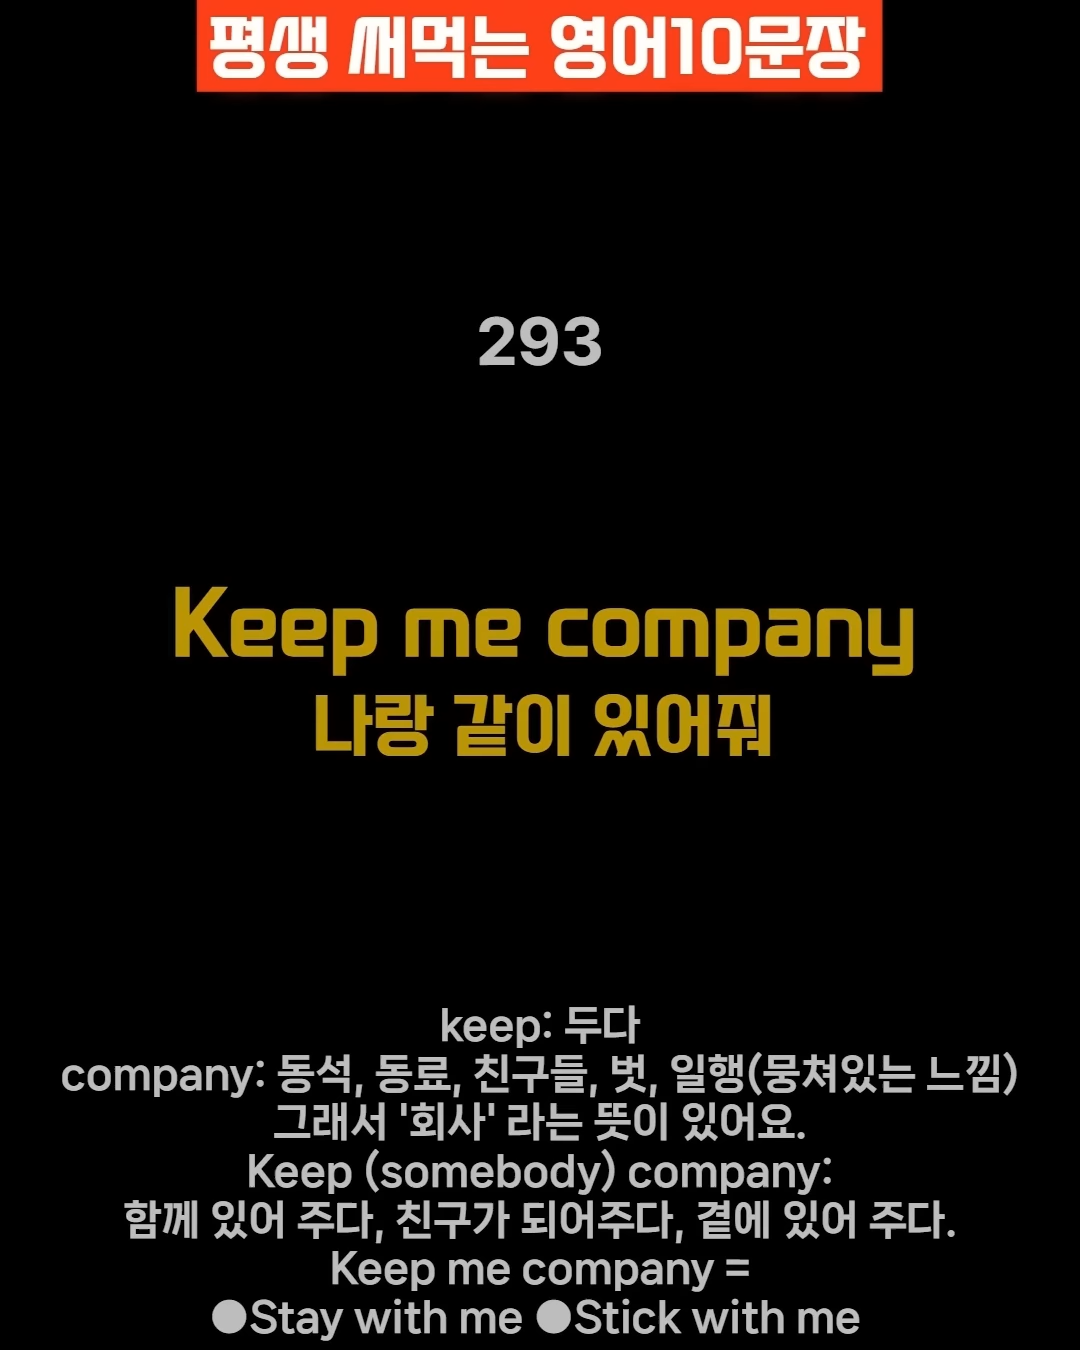 평생 써먹는 영어10문장
293
Keep me company
나랑 같이 있어줘
keep: 두다
company: 동석, 동료, 친구들, 벗, 일행(뭉쳐있는 느낌)
그래서 '회사' 라는 뜻이 있어요.
Keep (somebody) company:
함께 있어 주다, 친구가 되어주다, 곁에 있어 주다.
Keep me company =
●Stay with me ●Stick with me